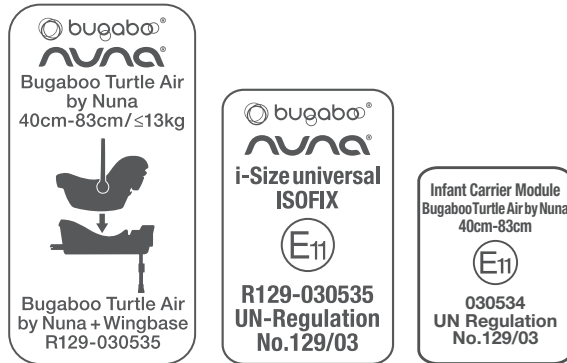 bugaboo®
nuna®
Bugaboo Turtle Air
by Nuna
40cm-83cm/≤13kg
Bugaboo Turtle Air
by Nuna + Wingbase
R129-030535
bugaboo®
nuna®
i-Size universal
ISOFIX
E11
R129-030535
UN-Regulation
No.129/03
Infant Carrier Module
Bugaboo Turtle Air by Nuna
40cm-83cm
E11
030534
UN Regulation
No.129/03